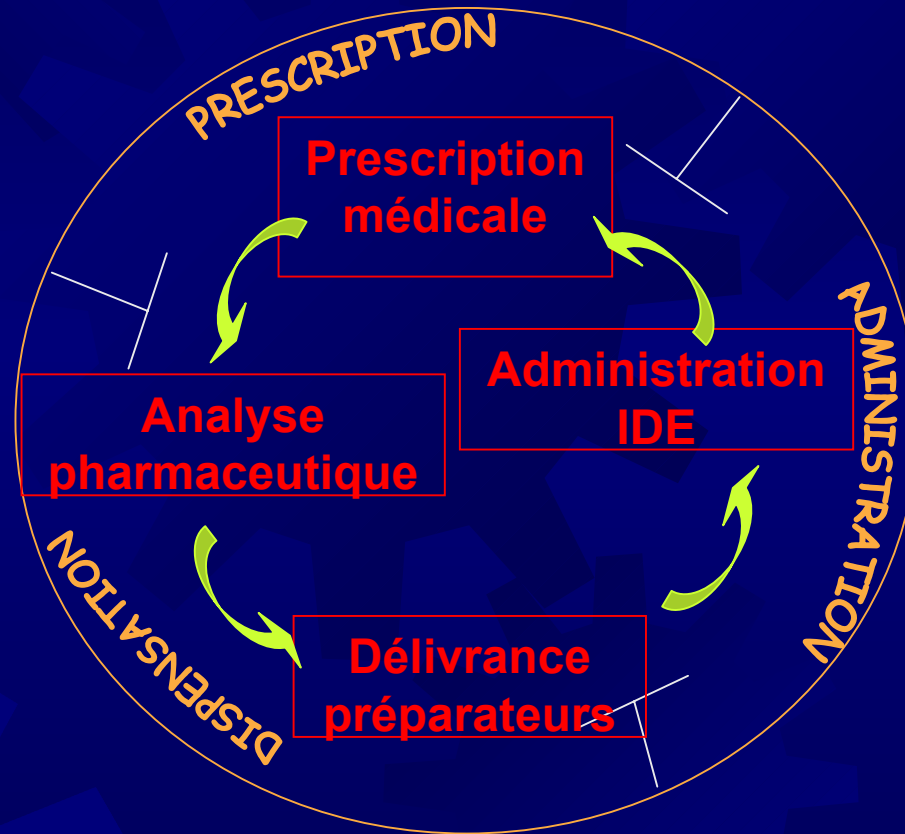 PRESCRIPTION
Prescription
médicale
ADMINISTRATION
Administration
IDE
Analyse
pharmaceutique
DISPENSATION
Délivrance
préparateurs